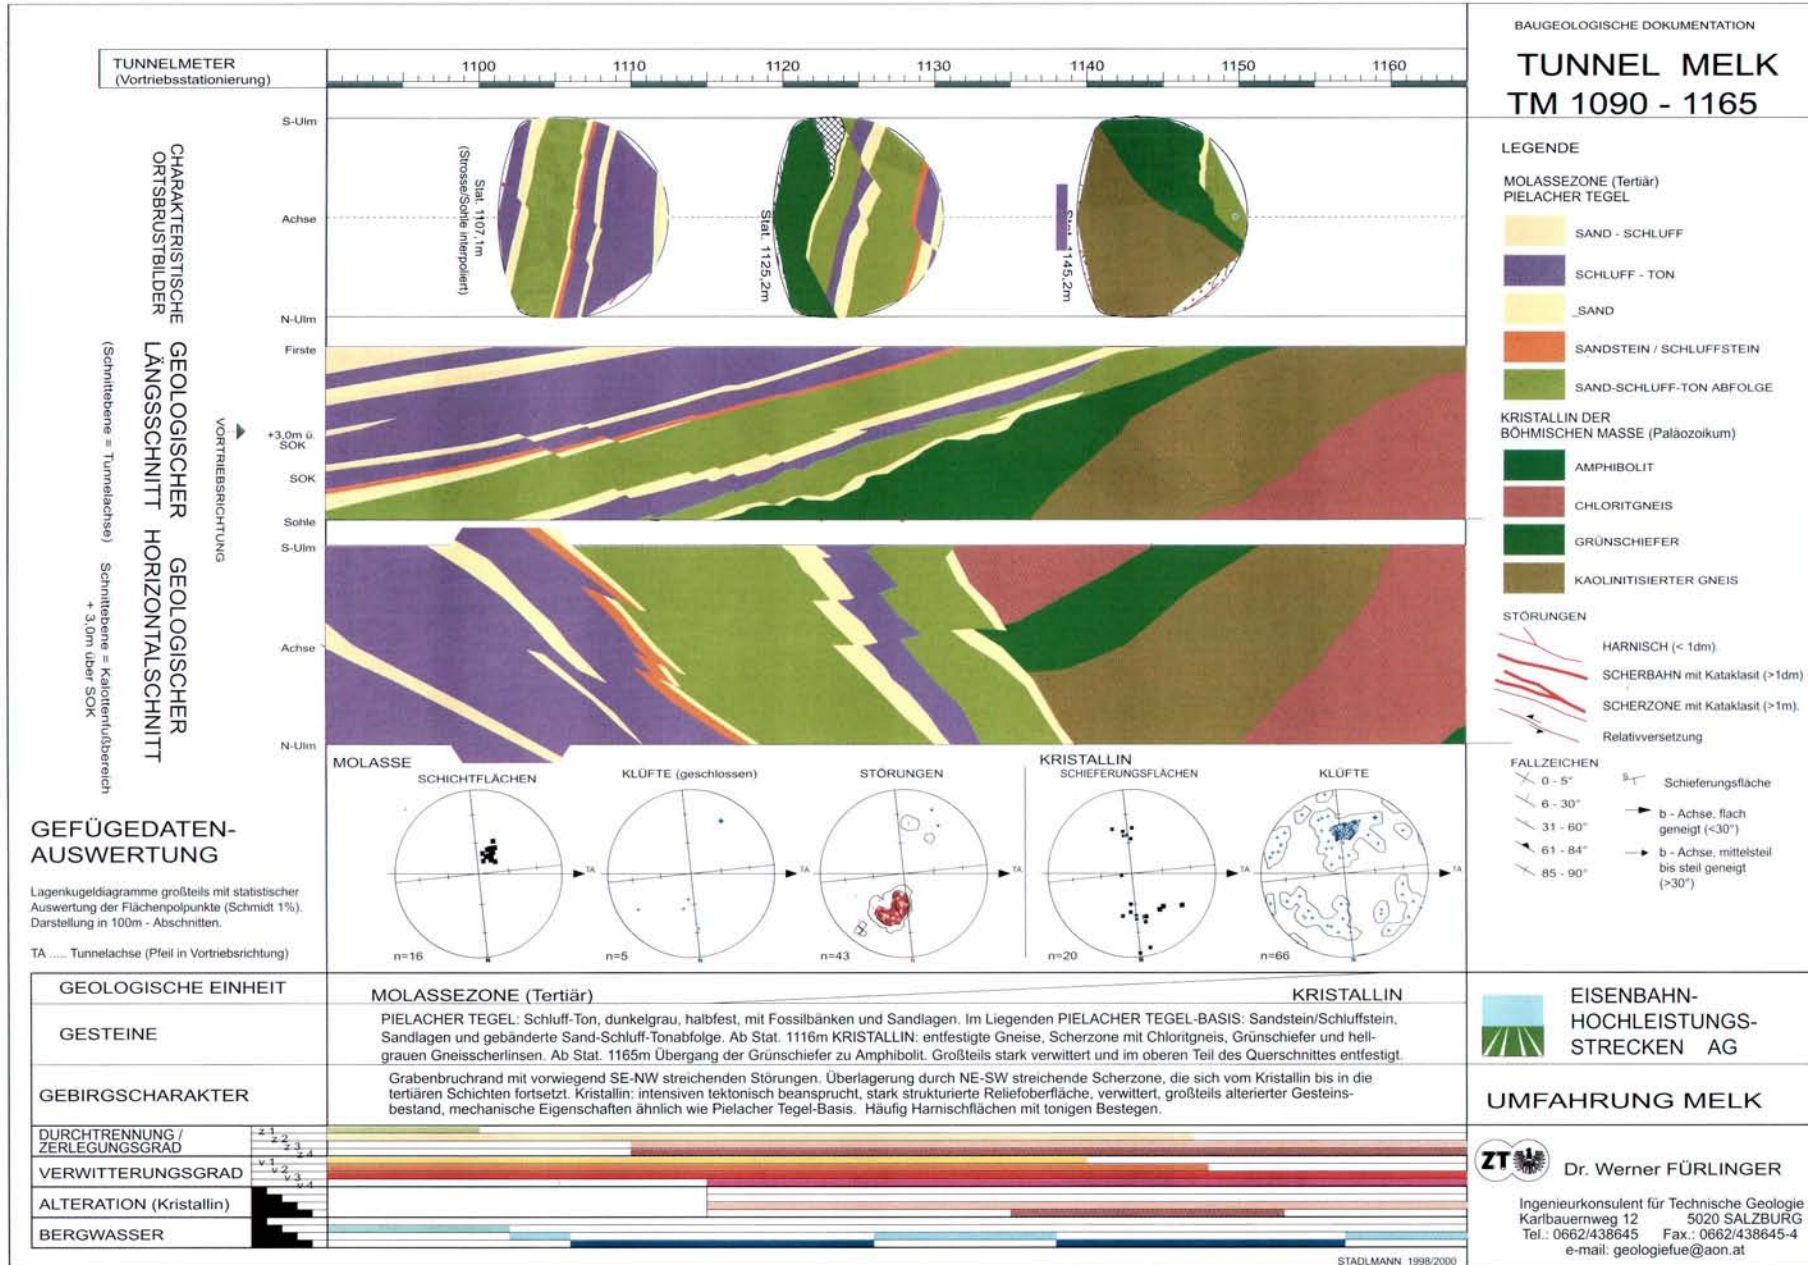 BAUGEOLOGISCHE DOKUMENTATION
TUNNEL MELK
TM 1090 - 1165
TUNNELMETER
(Vortriebsstationierung)
1100 1110 1120 1130 1140 1150 1160
CHARAKTERISTISCHE
ORTSBRUSTBILDER
S-Ulm
Achse
N-Ulm
Stat. 1107,1m
(Strosse/Sohle interpoliert)
Stat. 1125,2m
Stat. 1145,2m
GEOLOGISCHER
LÄNGSSCHNITT
(Schnittebene = Tunnelachse)
VORTRIEBSRICHTUNG
Firste
+3,0m ü.
SOK
SOK
Sohle
GEOLOGISCHER
HORIZONTALSCHNITT
Schnittebene = Kalottenfußbereich
+ 3,0m über SOK
S-Ulm
Achse
N-Ulm
LEGENDE
MOLASSEZONE (Tertiär)
PIELACHER TEGEL
SAND - SCHLUFF
SCHLUFF - TON
SAND
SANDSTEIN / SCHLUFFSTEIN
SAND-SCHLUFF-TON ABFOLGE
KRISTALLIN DER
BÖHMISCHEN MASSE (Paläozoikum)
AMPHIBOLIT
CHLORITGNEIS
GRÜNSCHIEFER
KAOLINITISIERTER GNEIS
STÖRUNGEN
HARNISCH (< 1dm)
SCHERBAHN mit Kataklasit (>1dm)
SCHERZONE mit Kataklasit (>1m).
Relativversetzung
FALLZEICHEN
0 - 5°
6 - 30°
31 - 60°
61 - 84°
85 - 90°
Schieferungsfläche
b - Achse, flach
geneigt (<30°)
b - Achse, mittelsteil
bis steil geneigt
(>30°)
GEFÜGEDATEN-
AUSWERTUNG
Lagenkugeldiagramme großteils mit statistischer
Auswertung der Flächenpolpunkte (Schmidt 1%).
Darstellung in 100m - Abschnitten.
TA ..... Tunnelachse (Pfeil in Vortriebsrichtung)
MOLASSE
SCHICHTFLÄCHEN
TA
N
n=16
KLÜFTE (geschlossen)
TA
N
n=5
STÖRUNGEN
TA
N
n=43
KRISTALLIN
SCHIEFERUNGSFLÄCHEN
TA
N
n=20
KLÜFTE
TA
N
n=66
GEOLOGISCHE EINHEIT
MOLASSEZONE (Tertiär) KRISTALLIN
GESTEINE
PIELACHER TEGEL: Schluff-Ton, dunkelgrau, halbfest, mit Fossilbänken und Sandlagen. Im Liegenden PIELACHER TEGEL-BASIS: Sandstein/Schluffstein,
Sandlagen und gebänderte Sand-Schluff-Tonabfolge. Ab Stat. 1116m KRISTALLIN: entfestigte Gneise, Scherzone mit Chloritgneis, Grünschiefer und hell-
grauen Gneisscherlinsen. Ab Stat. 1165m Übergang der Grünschiefer zu Amphibolit. Großteils stark verwittert und im oberen Teil des Querschnittes entfestigt.
GEBIRGSCHARAKTER
Grabenbruchrand mit vorwiegend SE-NW streichenden Störungen. Überlagerung durch NE-SW streichende Scherzone, die sich vom Kristallin bis in die
tertiären Schichten fortsetzt. Kristallin: intensiven tektonisch beansprucht, stark strukturierte Reliefoberfläche, verwittert, großteils alterierter Gesteins-
bestand, mechanische Eigenschaften ähnlich wie Pielacher Tegel-Basis. Häufig Harnischflächen mit tonigen Bestegen.
DURCHTRENNUNG /
ZERLEGUNGSGRAD
z 1
z 2
z 3
z 4
VERWITTERUNGSGRAD
v 1
v 2
v 3
v 4
ALTERATION (Kristallin)
BERGWASSER
STADLMANN 1998/2000
EISENBAHN-
HOCHLEISTUNGS-
STRECKEN AG
UMFAHRUNG MELK
ZT
Dr. Werner FÜRLINGER
Ingenieurkonsulent für Technische Geologie
Karlbauernweg 12 5020 SALZBURG
Tel.: 0662/438645 Fax.: 0662/438645-4
e-mail: geologiefue@aon.at